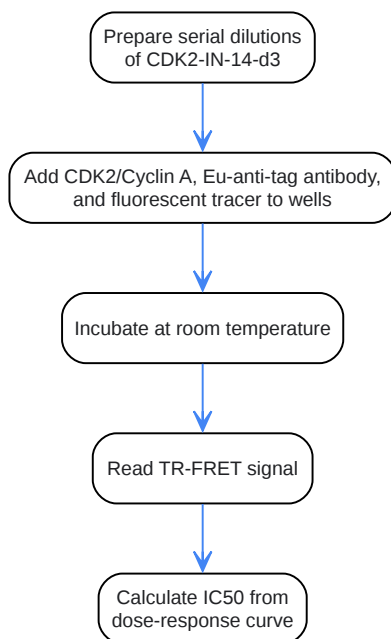 Prepare serial dilutions
of CDK2-IN-14-d3
Add CDK2/Cyclin A, Eu-anti-tag antibody,
and fluorescent tracer to wells
Incubate at room temperature
Read TR-FRET signal
Calculate IC50 from
dose-response curve